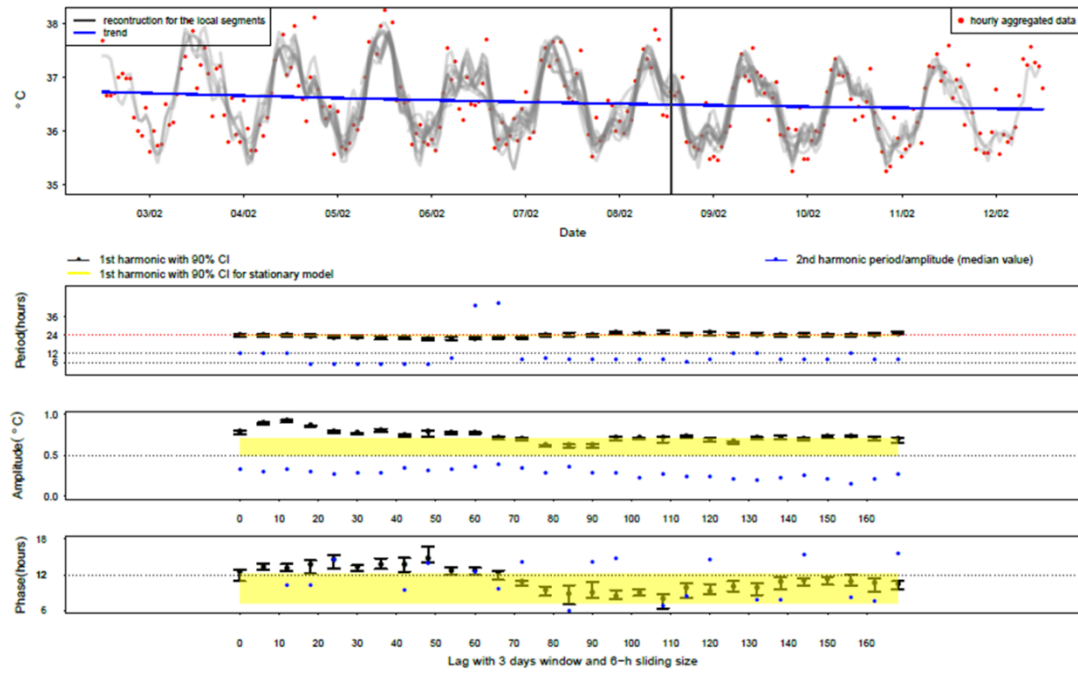 38
37
36
35
°C
recontruction for the local segments
trend
hourly aggregated data
03/02 04/02 05/02 06/02 07/02 08/02 09/02 10/02 11/02 12/02
Date
1st harmonic with 90% CI
1st harmonic with 90% CI for stationary model
2nd harmonic period/amplitude (median value)
Period(hours)
36
24
12
6
Amplitude(°C)
1.0
0.5
0.0
0 10 20 30 40 50 60 70 80 90 100 110 120 130 140 150 160
Phase(hours)
18
12
6
0 10 20 30 40 50 60 70 80 90 100 110 120 130 140 150 160
Lag with 3 days window and 6-h sliding size